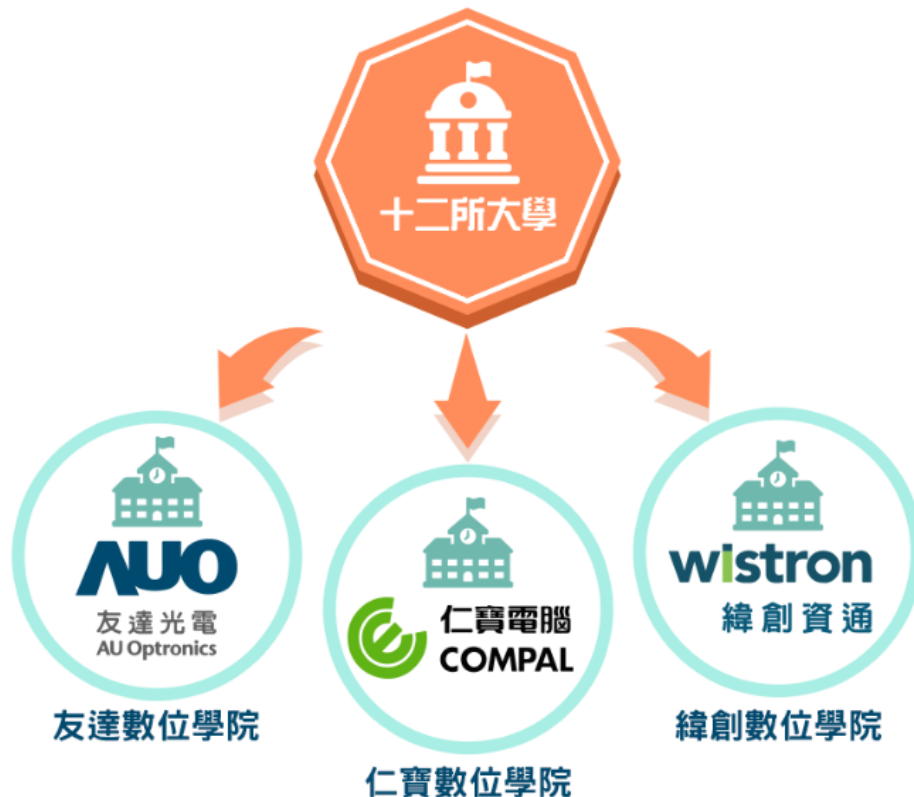 十二所大學
AUO
友達光電
AU Optronics
友達數位學院
仁寶電腦
COMPAL
仁寶數位學院
wistron
緯創資通
緯創數位學院